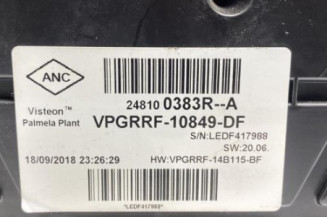 ANC
24810 0383R--A
Visteon™
Palmela Plant
VPGRRF-10849-DF
S/N:LEDF417988
SW:20.06.
18/09/2018 23:26:29
HW:VPGRRF-14B115-BF
*LEDF417988*